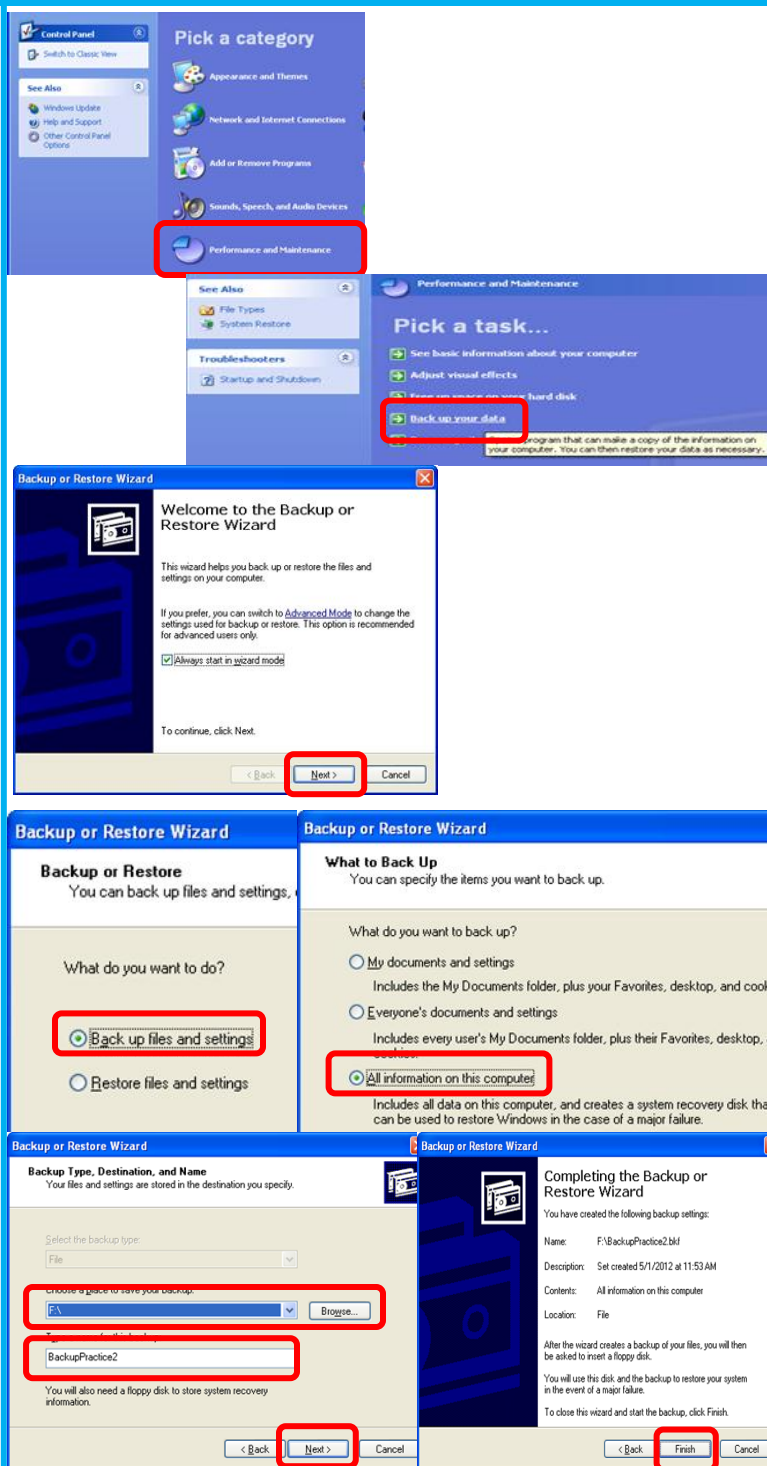 Control Panel
Switch to Classic View
See Also
Windows Update
Help and Support
Other Control Panel
Options
Pick a category
Appearance and Themes
Network and Internet Connections
Add or Remove Programs
Sounds, Speech, and Audio Devices
Performance and Maintenance
See Also
File Types
System Restore
Troubleshooters
Startup and Shutdown
Performance and Maintenance
Pick a task...
See basic information about your computer
Adjust visual effects
Free up space on your hard disk
Back up your data
program that can make a copy of the information on
your computer. You can then restore your data as necessary.
Backup or Restore Wizard
Welcome to the Backup or
Restore Wizard
This wizard helps you back up or restore the files and
settings on your computer.
If you prefer, you can switch to Advanced Mode to change the
settings used for backup or restore. This option is recommended
for advanced users only.
Always start in wizard mode
To continue, click Next.
< Back Next > Cancel
Backup or Restore Wizard
Backup or Restore
You can back up files and settings,
What do you want to do?
Back up files and settings
Restore files and settings
Backup or Restore Wizard
What to Back Up
You can specify the items you want to back up.
What do you want to back up?
My documents and settings
Includes the My Documents folder, plus your Favorites, desktop, and cook
Everyone's documents and settings
Includes every user's My Documents folder, plus their Favorites, desktop,
cookies.
All information on this computer
Includes all data on this computer, and creates a system recovery disk tha
can be used to restore Windows in the case of a major failure.
Backup or Restore Wizard
Backup Type, Destination, and Name
Your files and settings are stored in the destination you specify.
Select the backup type:
File
Choose a place to save your backup:
F:\ Browse...
BackupPractice2
You will also need a floppy disk to store system recovery
information.
< Back Next > Cancel
Backup or Restore Wizard
Completing the Backup or
Restore Wizard
You have created the following backup settings:
Name: F:\BackupPractice2.bkf
Description: Set created 5/1/2012 at 11:53 AM
Contents: All information on this computer
Location: File
After the wizard creates a backup of your files, you will then
be asked to insert a floppy disk.
You will use this disk and the backup to restore your system
in the event of a major failure.
To close this wizard and start the backup, click Finish.
< Back Finish Cancel